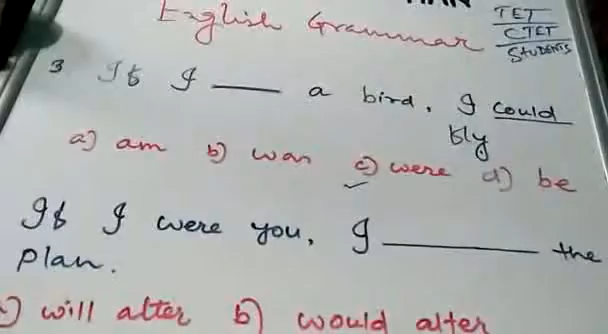 English Grammar
TET
CTET
STUDENTS
3 If I ____ a bird, I could
fly
a) am b) was c) were d) be
If I were you, I ________ the
plan.
) will alter b) would alter